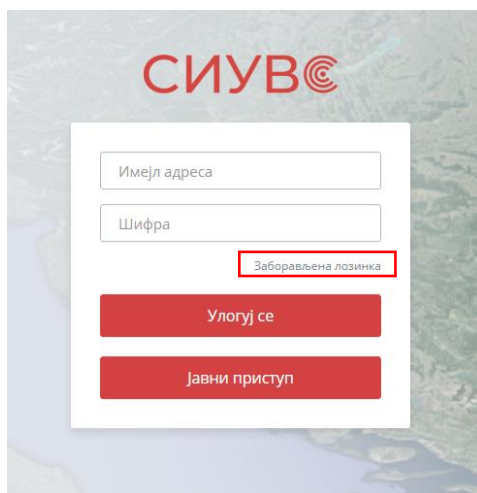 СИУВС
Имејл адреса
Шифра
Заборављена лозинка
Улогуј се
Јавни приступ